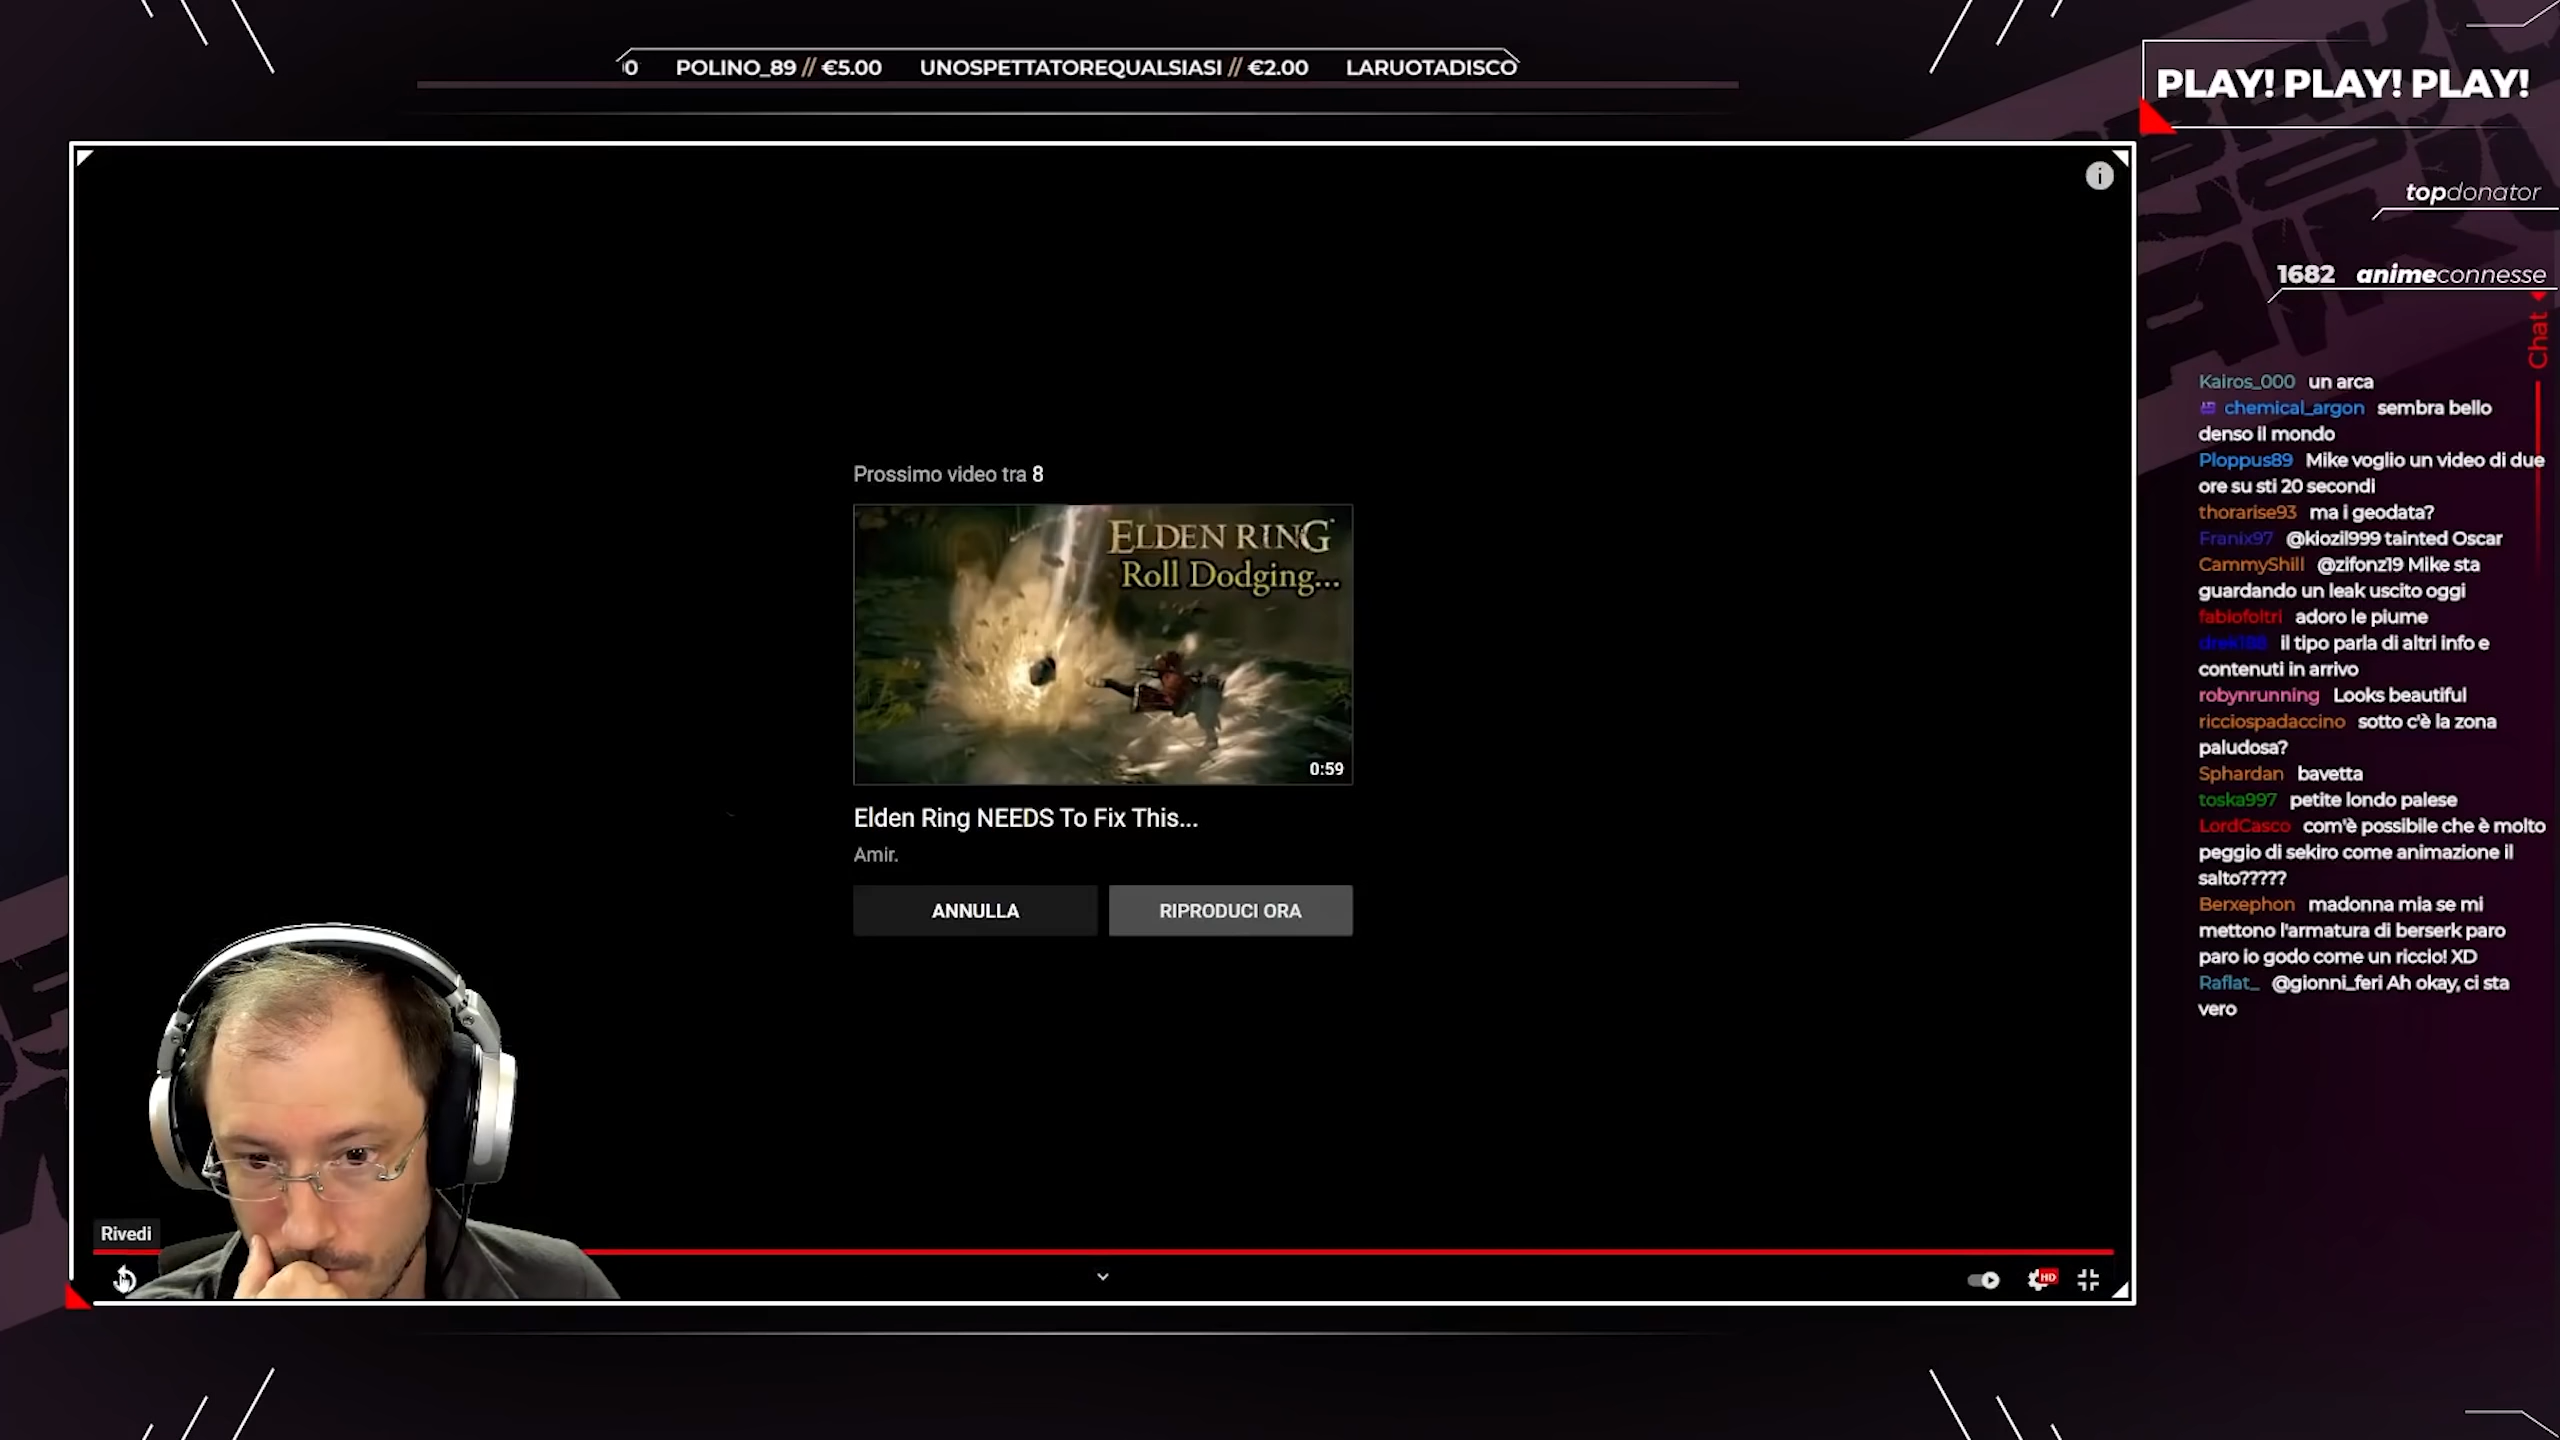 POLINO_89 // €5.00 UNOSPETTATOREQUALSIASI // €2.00 LARUOTADISCO
PLAY! PLAY! PLAY!
topdonator
1682 animeconnesse
Chat
Prossimo video tra 8
ELDEN RING
Roll Dodging...
0:59
Elden Ring NEEDS To Fix This...
Amir.
ANNULLA
RIPRODUCI ORA
Rivedi
HD
Kairos_000 un arca
chemical_argon sembra bello
denso il mondo
Ploppus89 Mike voglio un video di due
ore su sti 20 secondi
thorarise93 ma i geodata?
Franix97 @kiozil999 tainted Oscar
CammyShill @zifonz19 Mike sta
guardando un leak uscito oggi
fabiofoltri adoro le piume
drek188 il tipo parla di altri info e
contenuti in arrivo
robynrunning Looks beautiful
ricciospadaccino sotto c'è la zona
paludosa?
Sphardan bavetta
toska997 petite londo palese
LordCasco com'è possibile che è molto
peggio di sekiro come animazione il
salto?????
Berxephon madonna mia se mi
mettono l'armatura di berserk paro
paro io godo come un riccio! XD
Raflat_ @gionni_feri Ah okay, ci sta
vero